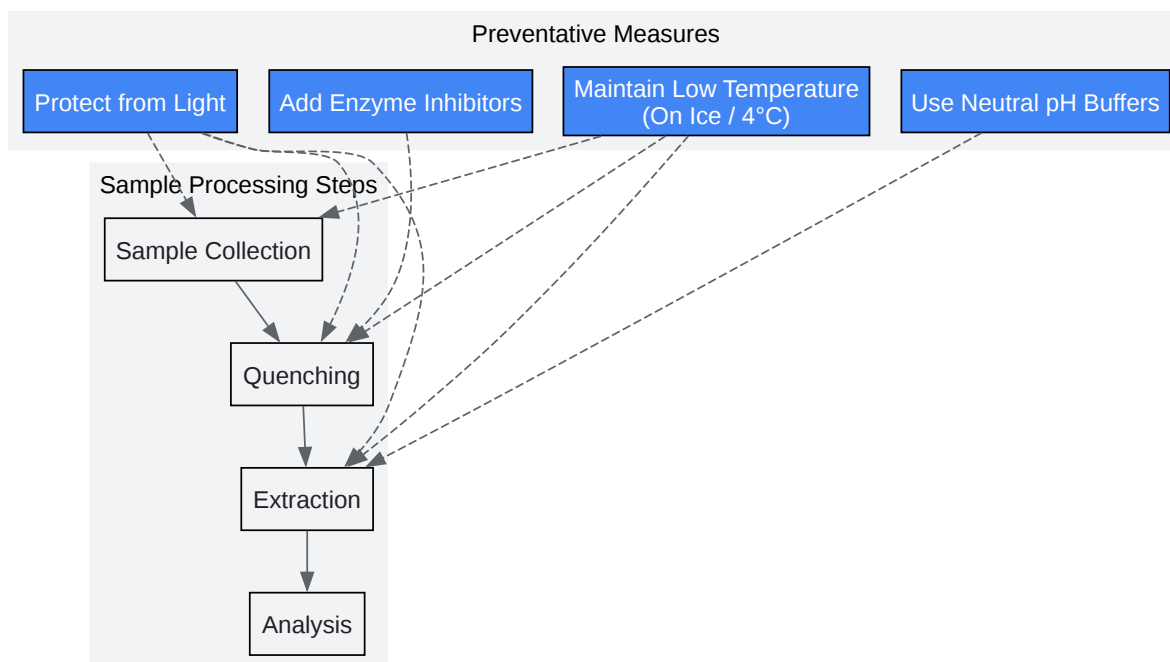 Preventative Measures
Protect from Light
Add Enzyme Inhibitors
Maintain Low Temperature
(On Ice / 4°C)
Use Neutral pH Buffers
Sample Processing Steps
Sample Collection
Quenching
Extraction
Analysis